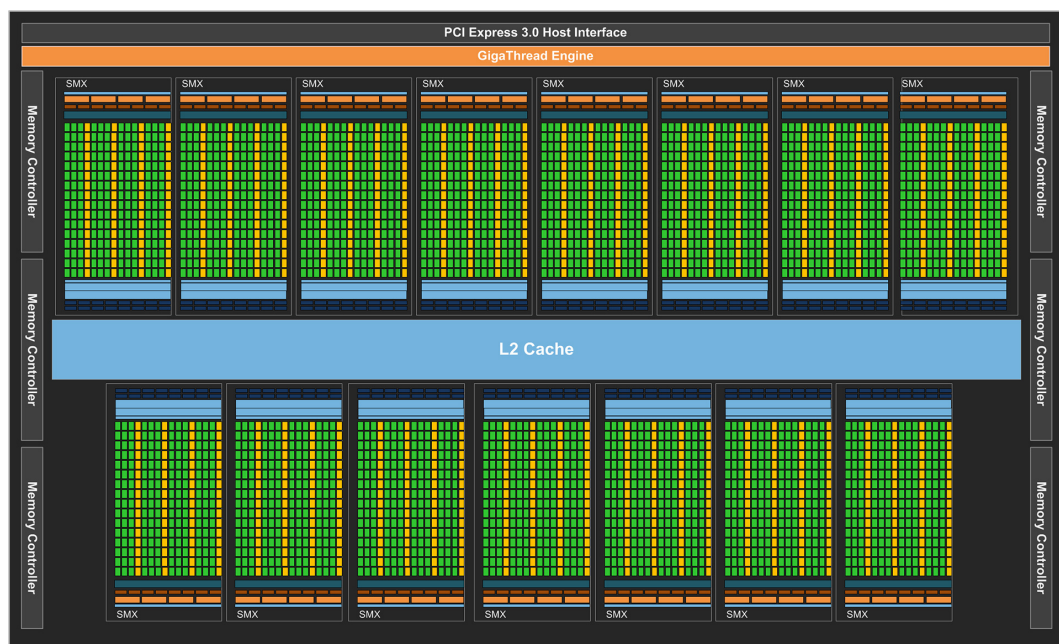 PCI Express 3.0 Host Interface
GigaThread Engine
SMX
SMX
SMX
SMX
SMX
SMX
SMX
SMX
Memory Controller
Memory Controller
Memory Controller
Memory Controller
L2 Cache
Memory Controller
Memory Controller
SMX
SMX
SMX
SMX
SMX
SMX
SMX